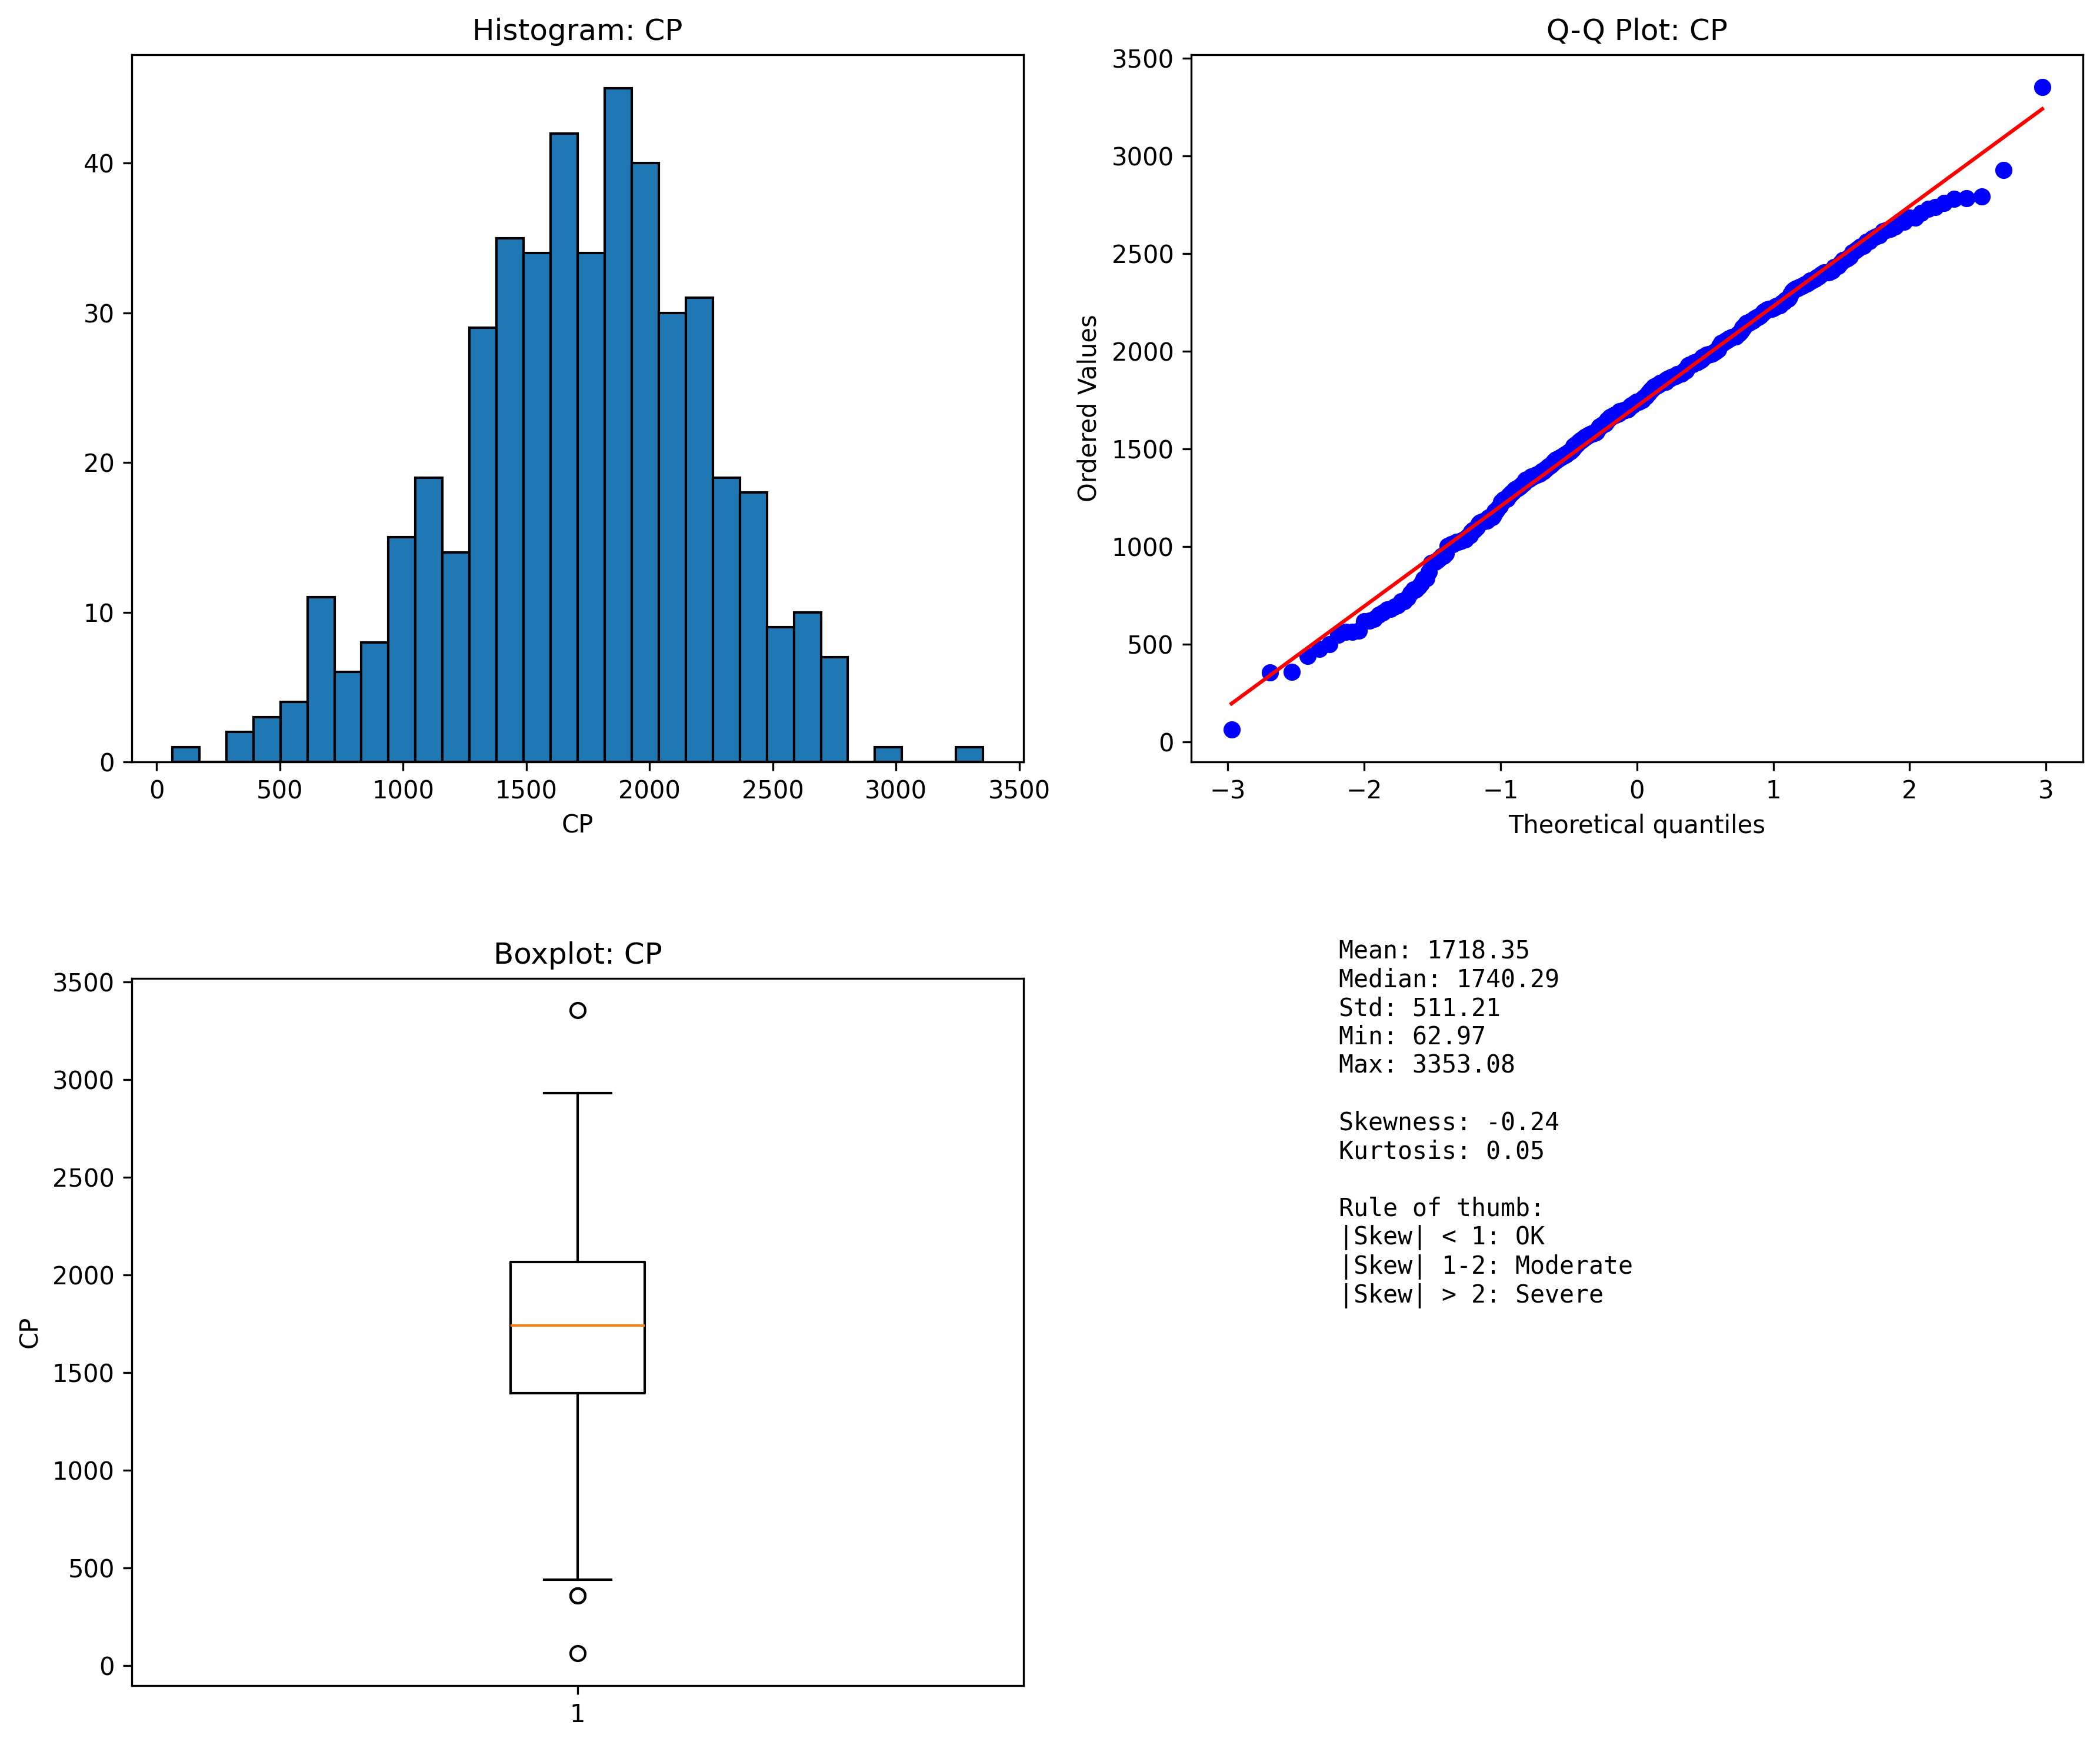 Histogram: CP
40
30
20
10
0
0 500 1000 1500 2000 2500 3000 3500
CP
Q-Q Plot: CP
3500
3000
2500
2000
1500
1000
500
0
Ordered Values
−3 −2 −1 0 1 2 3
Theoretical quantiles
Boxplot: CP
3500
3000
2500
2000
1500
1000
500
0
CP
1
Mean: 1718.35
Median: 1740.29
Std: 511.21
Min: 62.97
Max: 3353.08
Skewness: -0.24
Kurtosis: 0.05
Rule of thumb:
|Skew| < 1: OK
|Skew| 1-2: Moderate
|Skew| > 2: Severe